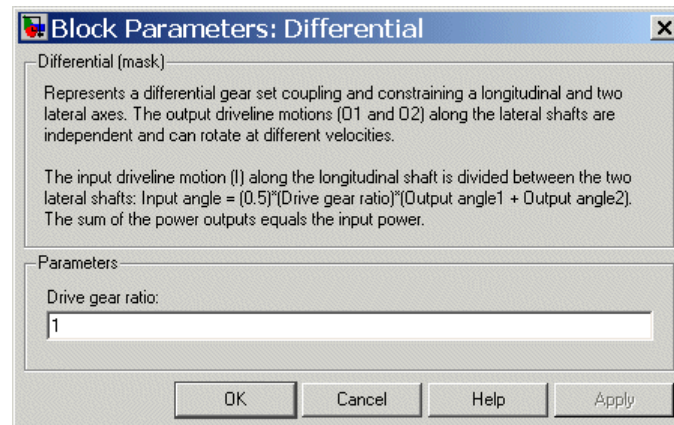 Block Parameters: Differential
Differential (mask)
Represents a differential gear set coupling and constraining a longitudinal and two
lateral axes. The output driveline motions (O1 and O2) along the lateral shafts are
independent and can rotate at different velocities.
The input driveline motion (I) along the longitudinal shaft is divided between the two
lateral shafts: Input angle = (0.5)*(Drive gear ratio)*(Output angle1 + Output angle2).
The sum of the power outputs equals the input power.
Parameters
Drive gear ratio:
1
OK Cancel Help Apply